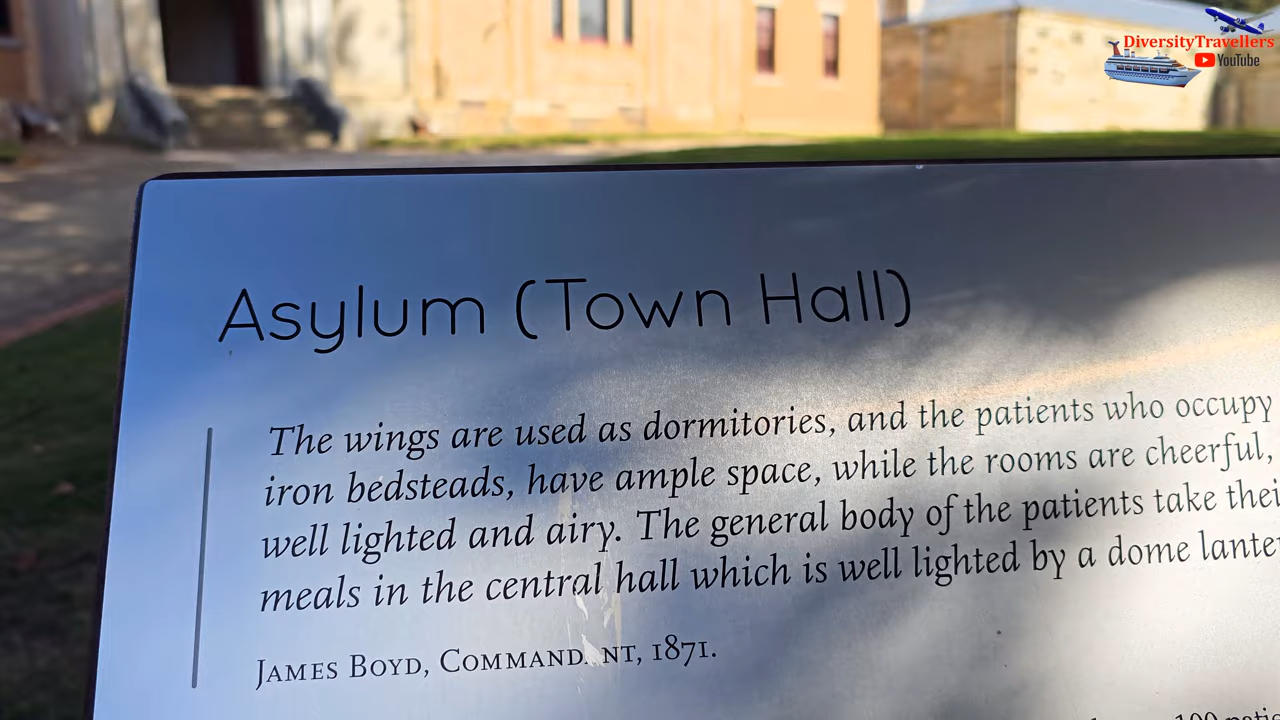 DiversityTravellers
YouTube
Asylum (Town Hall)
The wings are used as dormitories, and the patients who occupy
iron bedsteads, have ample space, while the rooms are cheerful,
well lighted and airy. The general body of the patients take thei
meals in the central hall which is well lighted by a dome lante
JAMES BOYD, COMMAND NT, 1871.
100